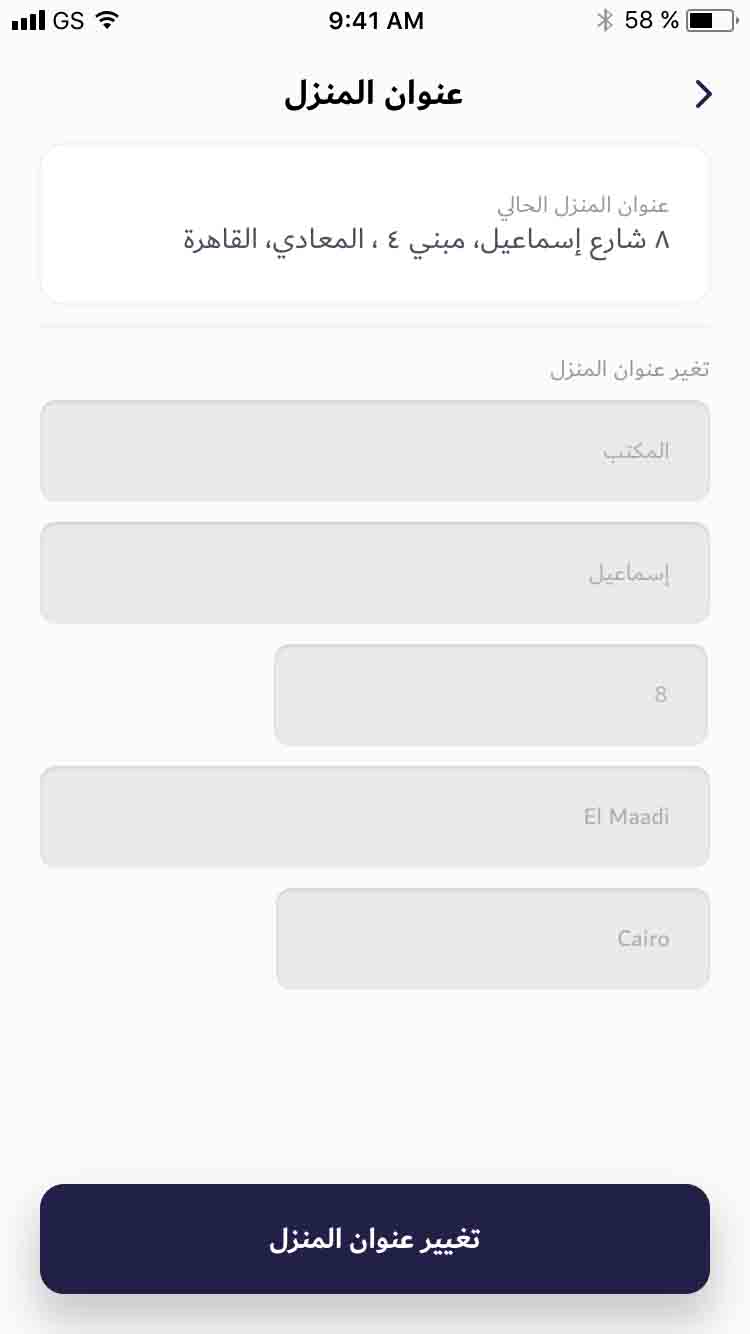 GS 9:41 AM 58 %
عنوان المنزل
عنوان المنزل الحالي
٨ شارع إسماعيل، مبني ٤ ، المعادي، القاهرة
تغير عنوان المنزل
المكتب
إسماعيل
8
El Maadi
Cairo
تغيير عنوان المنزل